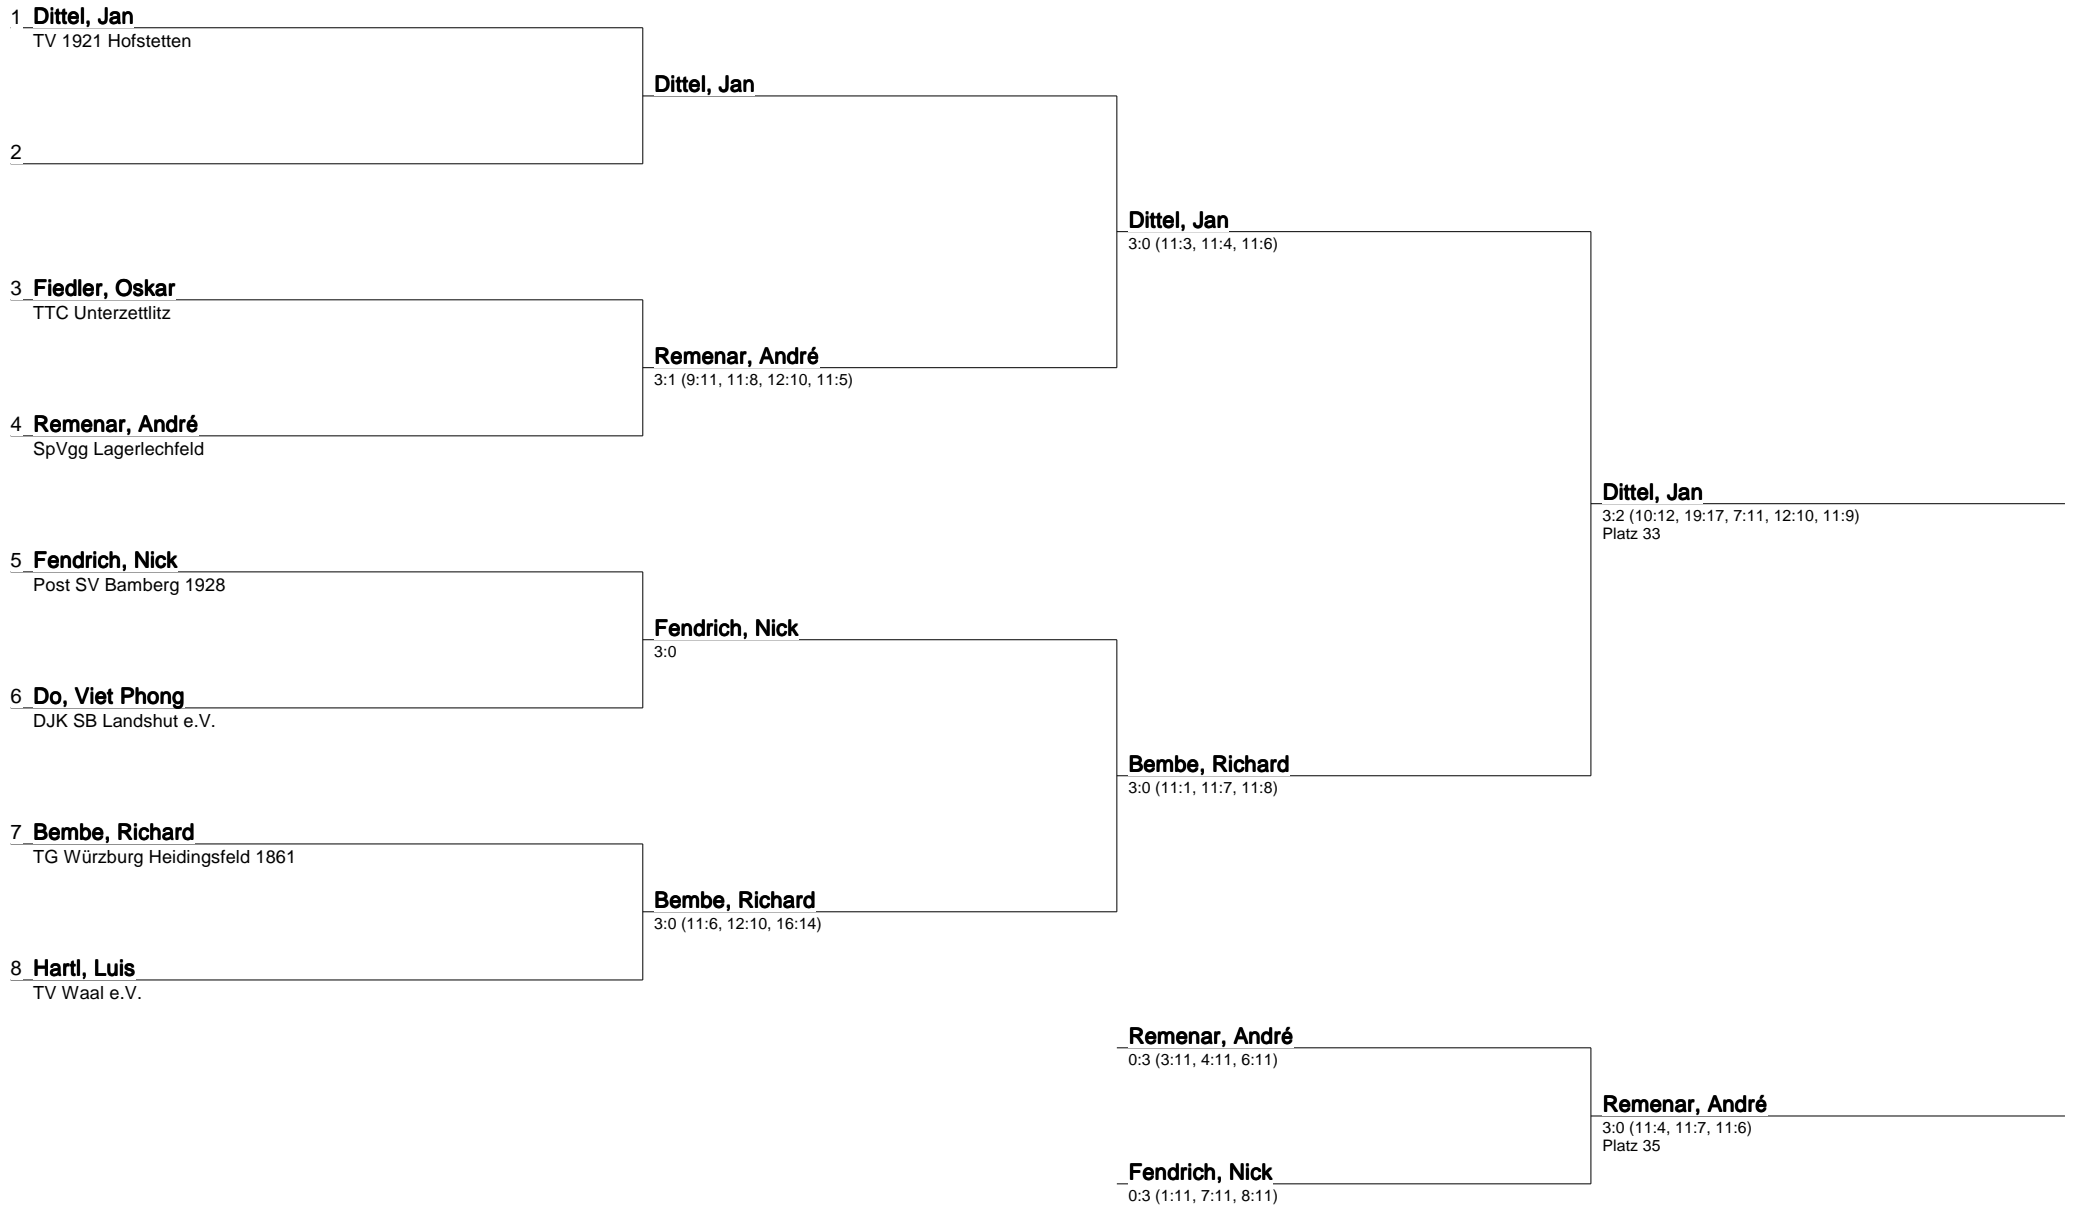 1 Dittel, Jan
TV 1921 Hofstetten
Dittel, Jan
2
Dittel, Jan
3:0 (11:3, 11:4, 11:6)
3 Fiedler, Oskar
TTC Unterzettlitz
Remenar, André
3:1 (9:11, 11:8, 12:10, 11:5)
4 Remenar, André
SpVgg Lagerlechfeld
Dittel, Jan
3:2 (10:12, 19:17, 7:11, 12:10, 11:9)
Platz 33
5 Fendrich, Nick
Post SV Bamberg 1928
Fendrich, Nick
3:0
6 Do, Viet Phong
DJK SB Landshut e.V.
Bembe, Richard
3:0 (11:1, 11:7, 11:8)
7 Bembe, Richard
TG Würzburg Heidingsfeld 1861
Bembe, Richard
3:0 (11:6, 12:10, 16:14)
8 Hartl, Luis
TV Waal e.V.
Remenar, André
0:3 (3:11, 4:11, 6:11)
Remenar, André
3:0 (11:4, 11:7, 11:6)
Platz 35
Fendrich, Nick
0:3 (1:11, 7:11, 8:11)